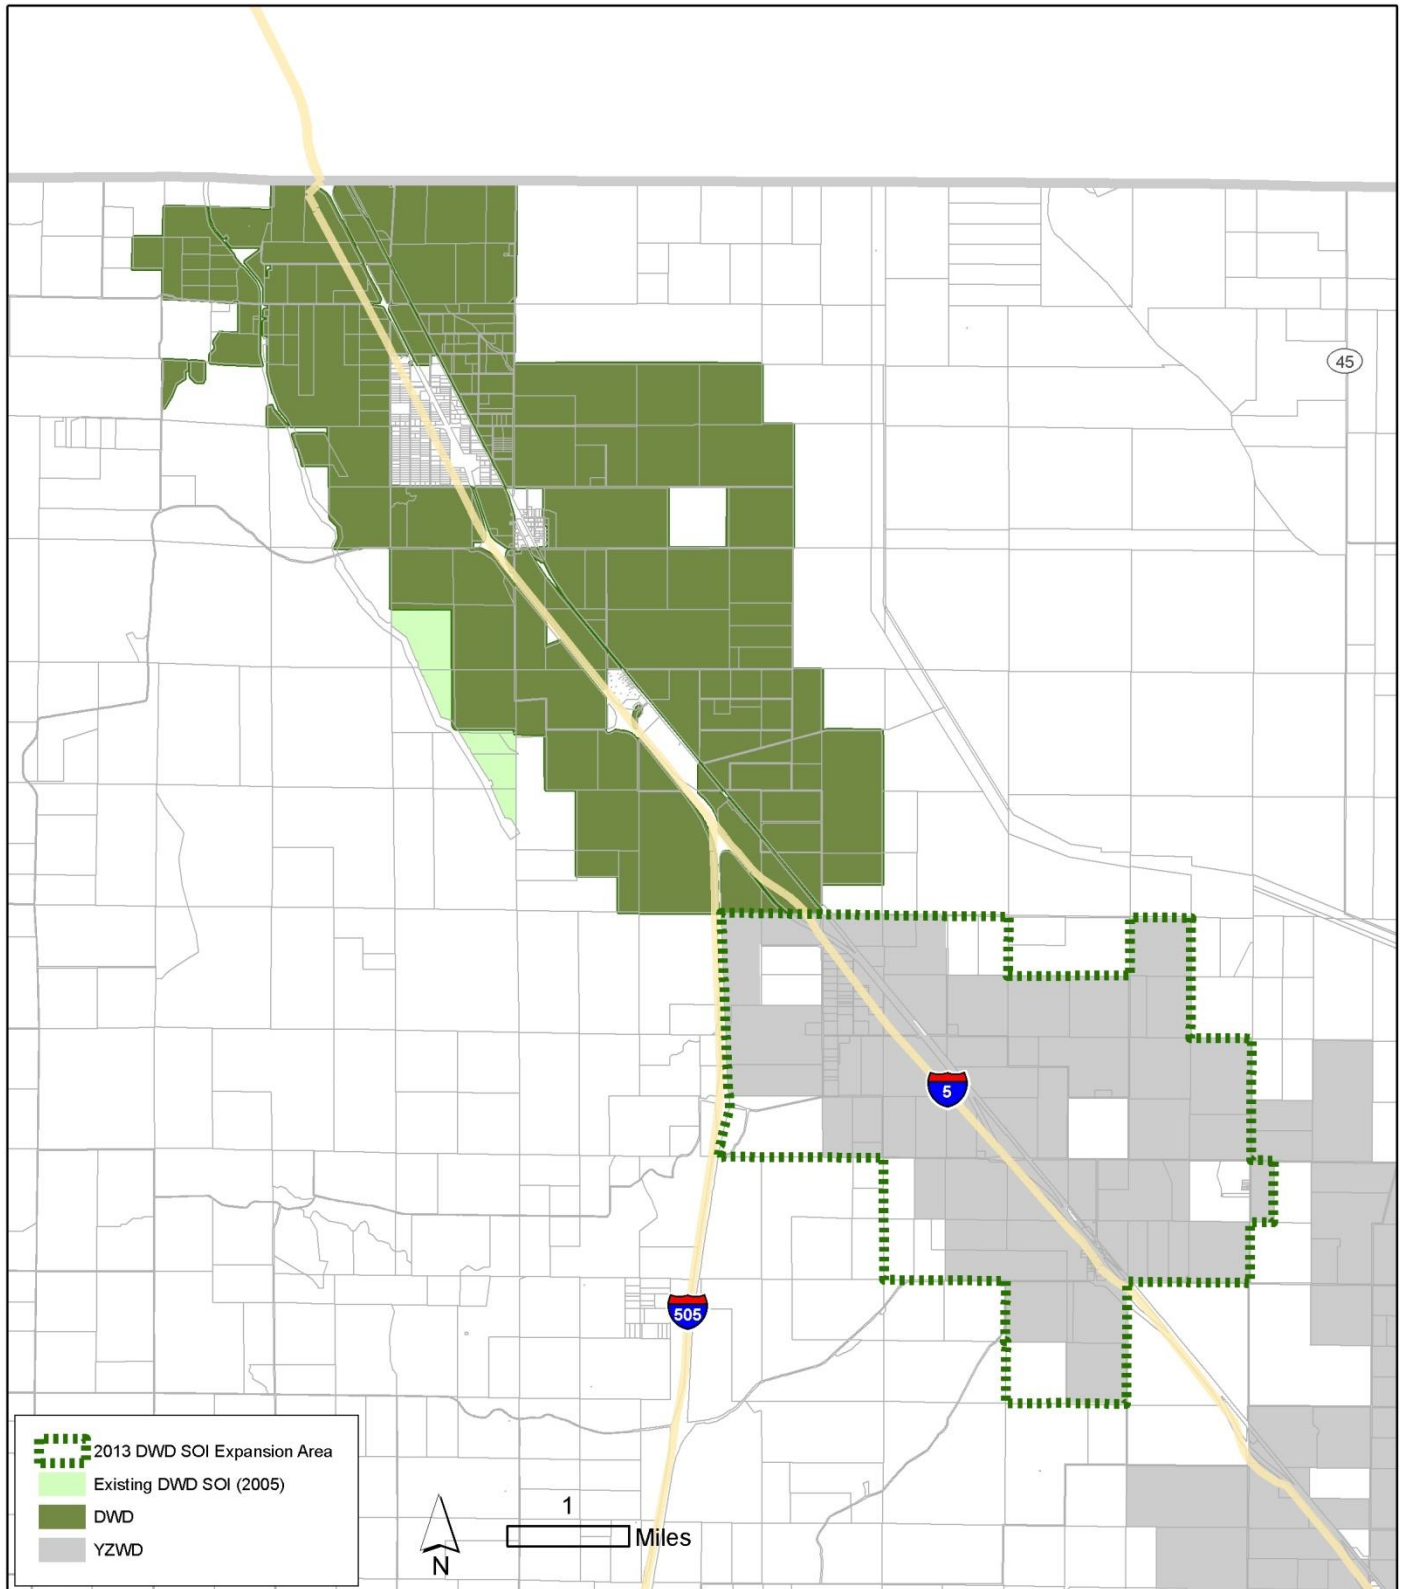 45
5
505
2013 DWD SOI Expansion Area
Existing DWD SOI (2005)
DWD
YZWD
1
Miles
N